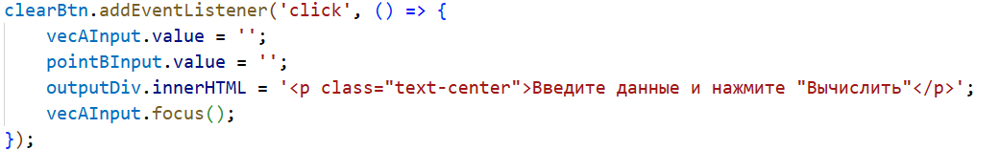 clearBtn.addEventListener('click', () => {
    vecAInput.value = '';
    pointBInput.value = '';
    outputDiv.innerHTML = '<p class="text-center">Введите данные и нажмите "Вычислить"</p>';
    vecAInput.focus();
});